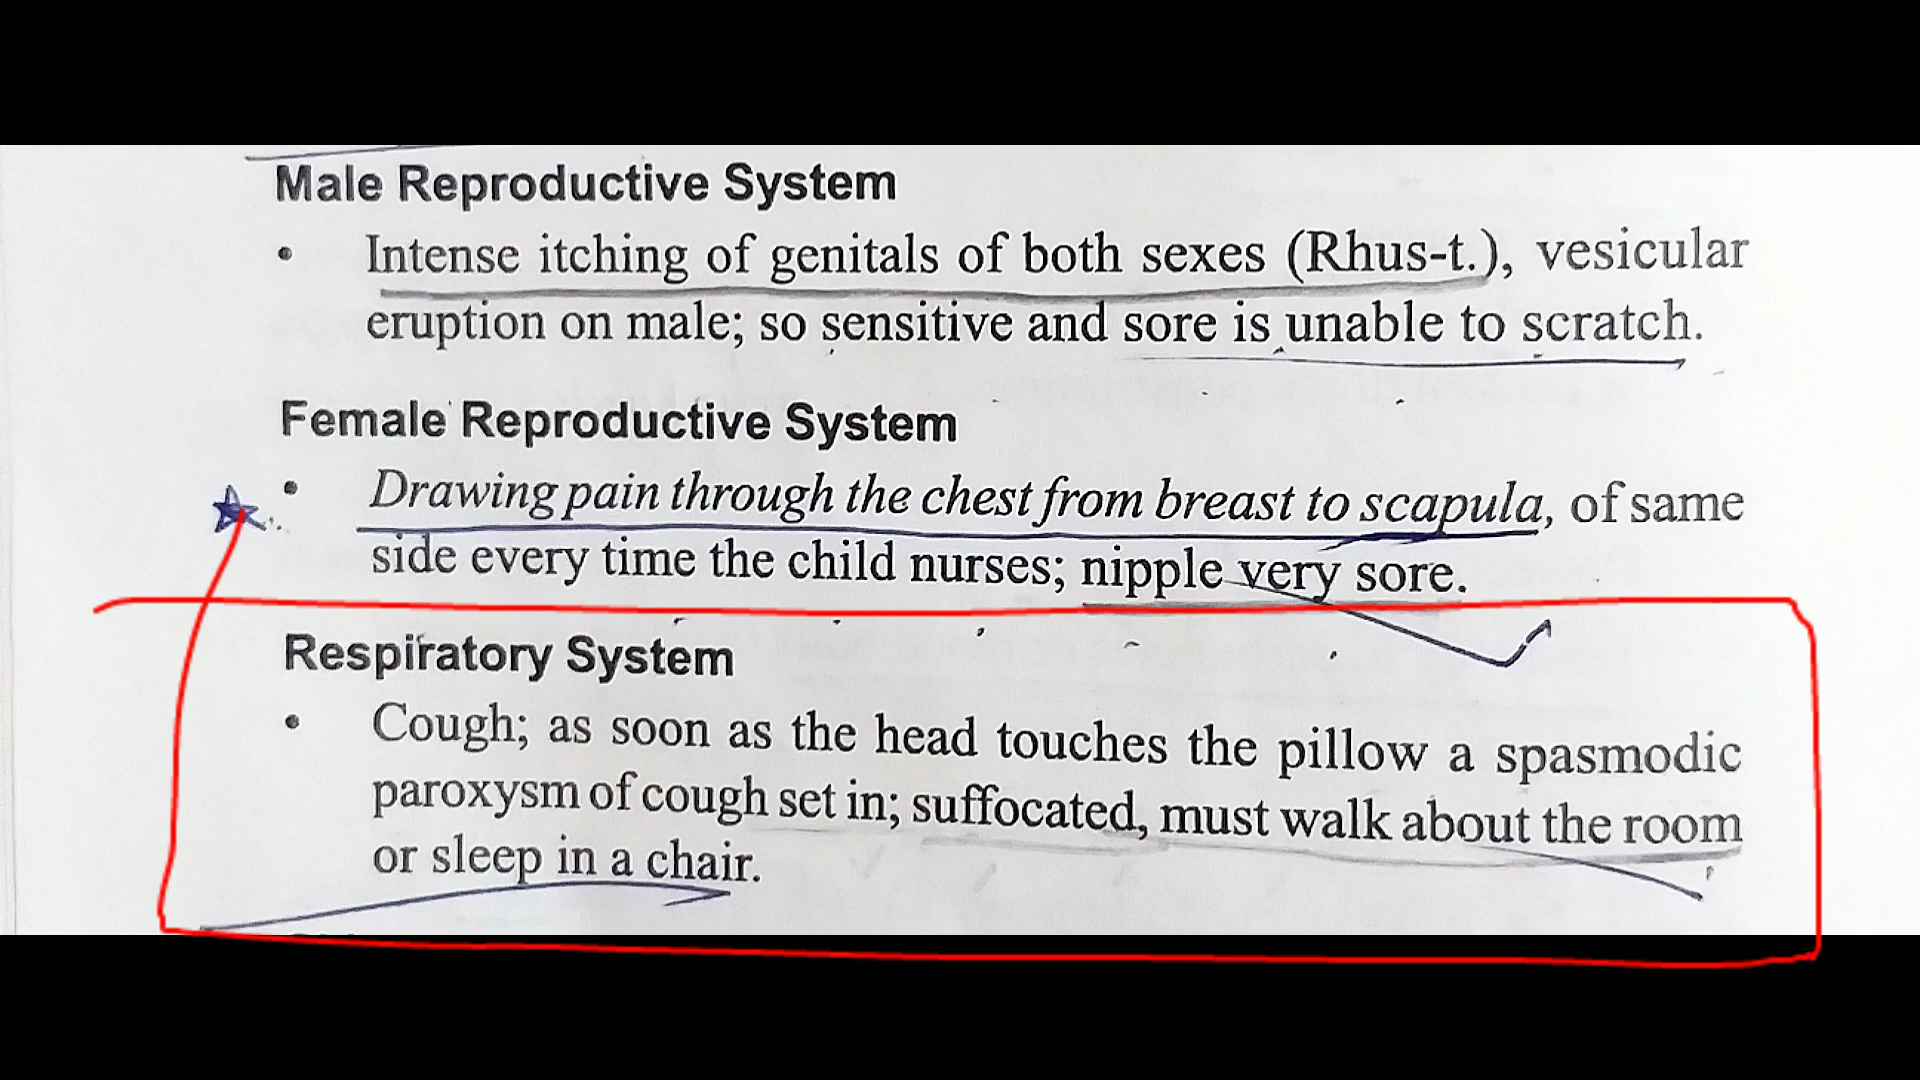 Male Reproductive System
• Intense itching of genitals of both sexes (Rhus-t.), vesicular
eruption on male; so sensitive and sore is unable to scratch.
Female Reproductive System
• Drawing pain through the chest from breast to scapula, of same
side every time the child nurses; nipple very sore.
Respiratory System
• Cough; as soon as the head touches the pillow a spasmodic
paroxysm of cough set in; suffocated, must walk about the room
or sleep in a chair.